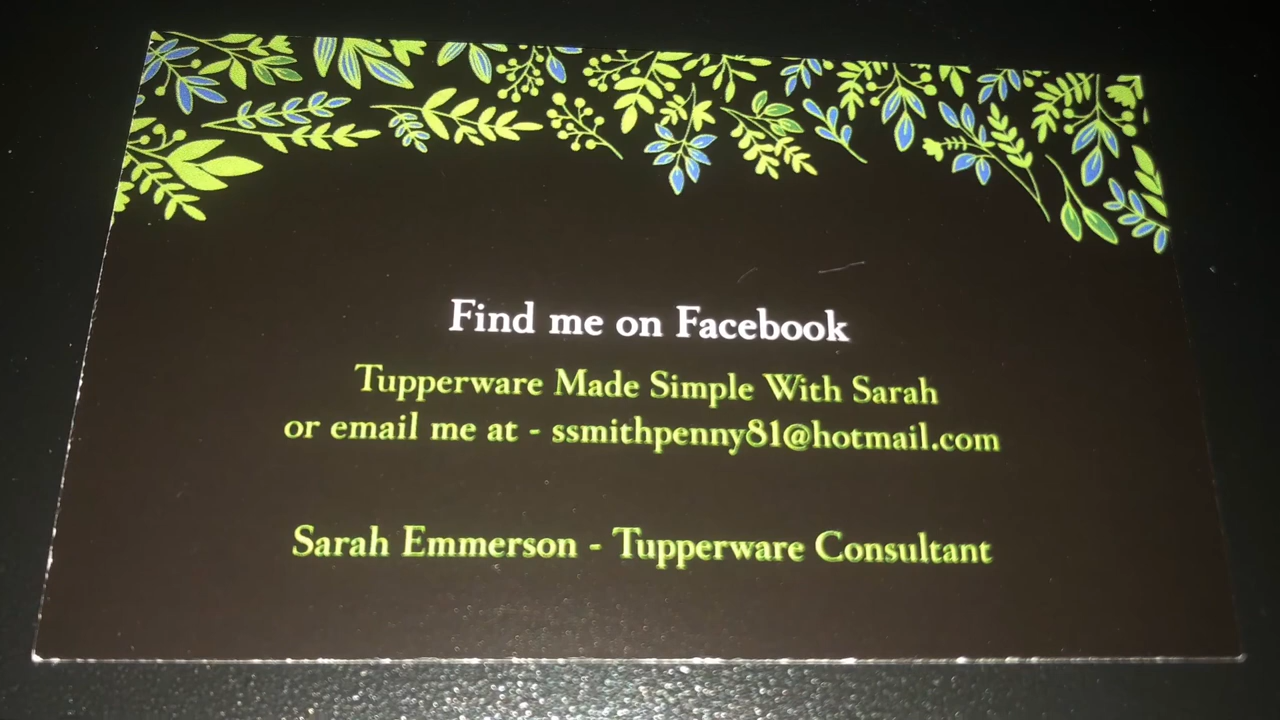 Find me on Facebook
Tupperware Made Simple With Sarah
or email me at - ssmithpenny81@hotmail.com
Sarah Emmerson - Tupperware Consultant